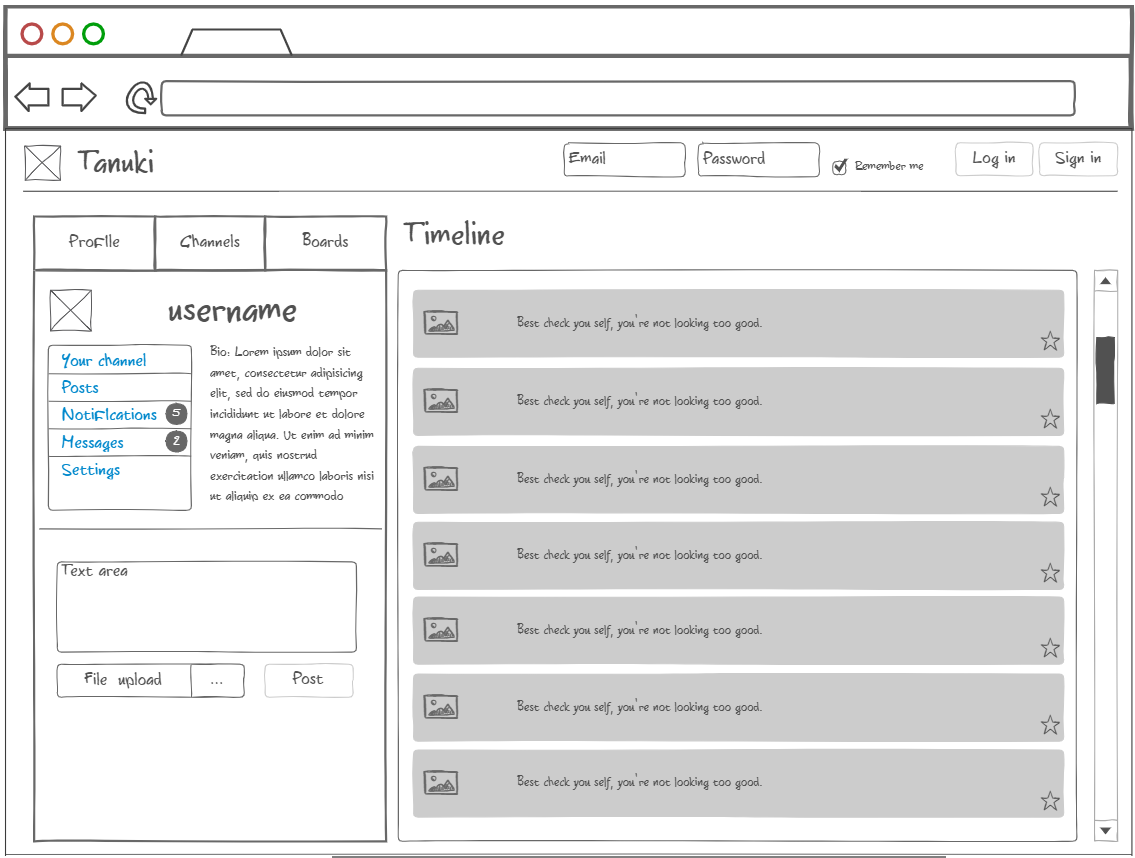 Tanuki
Email
Password
Remember me
Log in
Sign in
Profile
Channels
Boards
Timeline
username
Your channel
Posts
Notifications 5
Messages 2
Settings
Bio: Lorem ipsum dolor sit
amet, consectetur adipisicing
elit, sed do eiusmod tempor
incididunt ut labore et dolore
magna aliqua. Ut enim ad minim
veniam, quis nostrud
exercitation ullamco laboris nisi
ut aliquip ex ea commodo
Text area
File upload
...
Post
Best check you self, you're not looking too good.
Best check you self, you're not looking too good.
Best check you self, you're not looking too good.
Best check you self, you're not looking too good.
Best check you self, you're not looking too good.
Best check you self, you're not looking too good.
Best check you self, you're not looking too good.